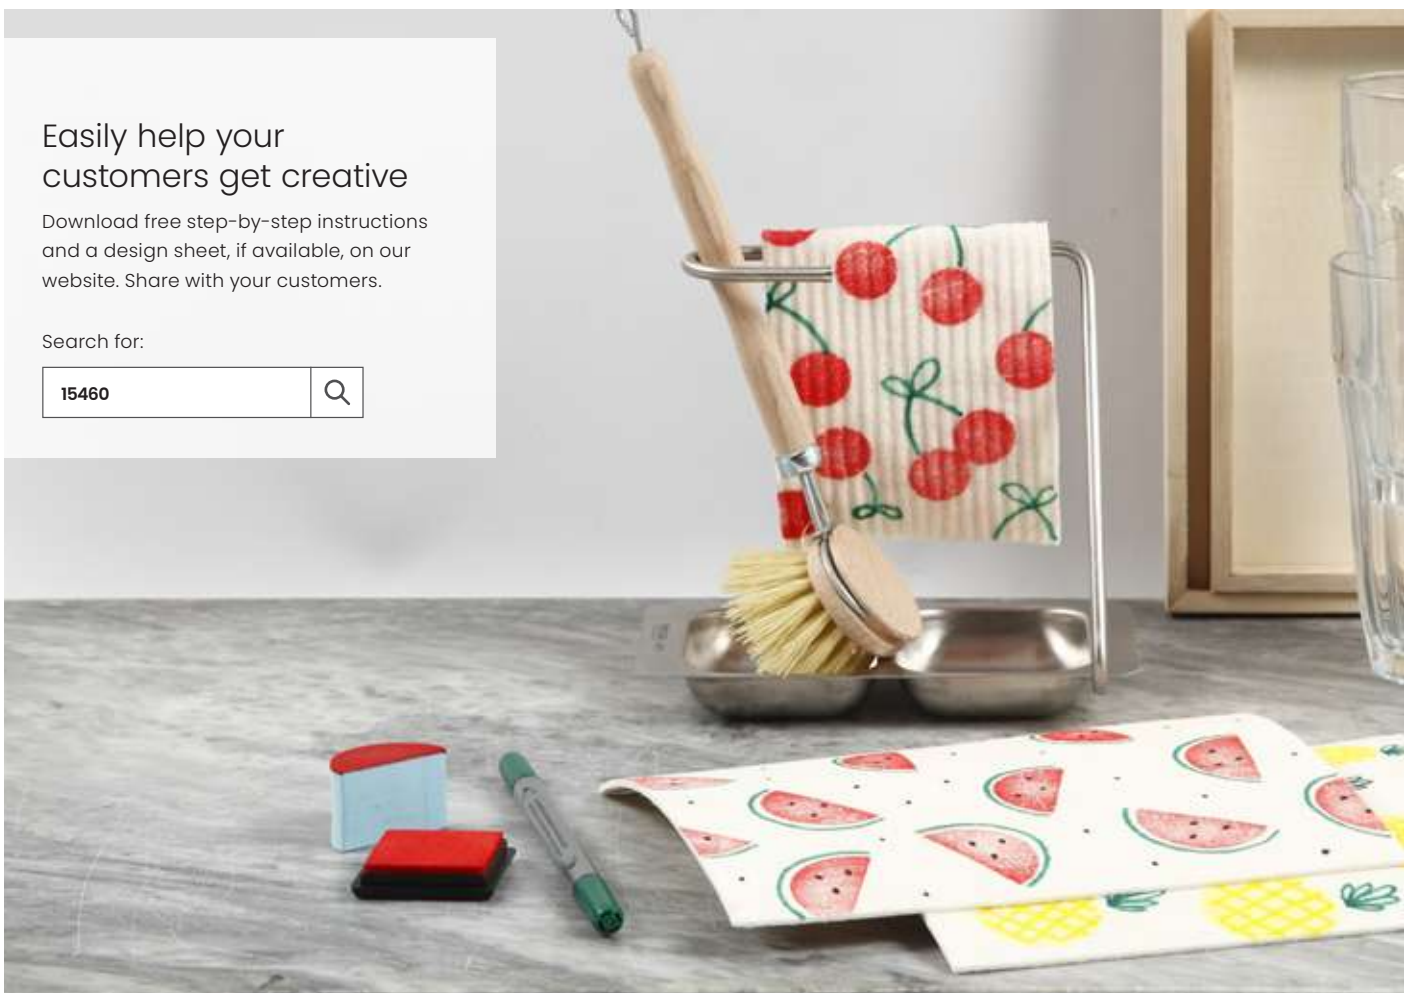 Easily help your
customers get creative
Download free step-by-step instructions
and a design sheet, if available, on our
website. Share with your customers.
Search for:
15460